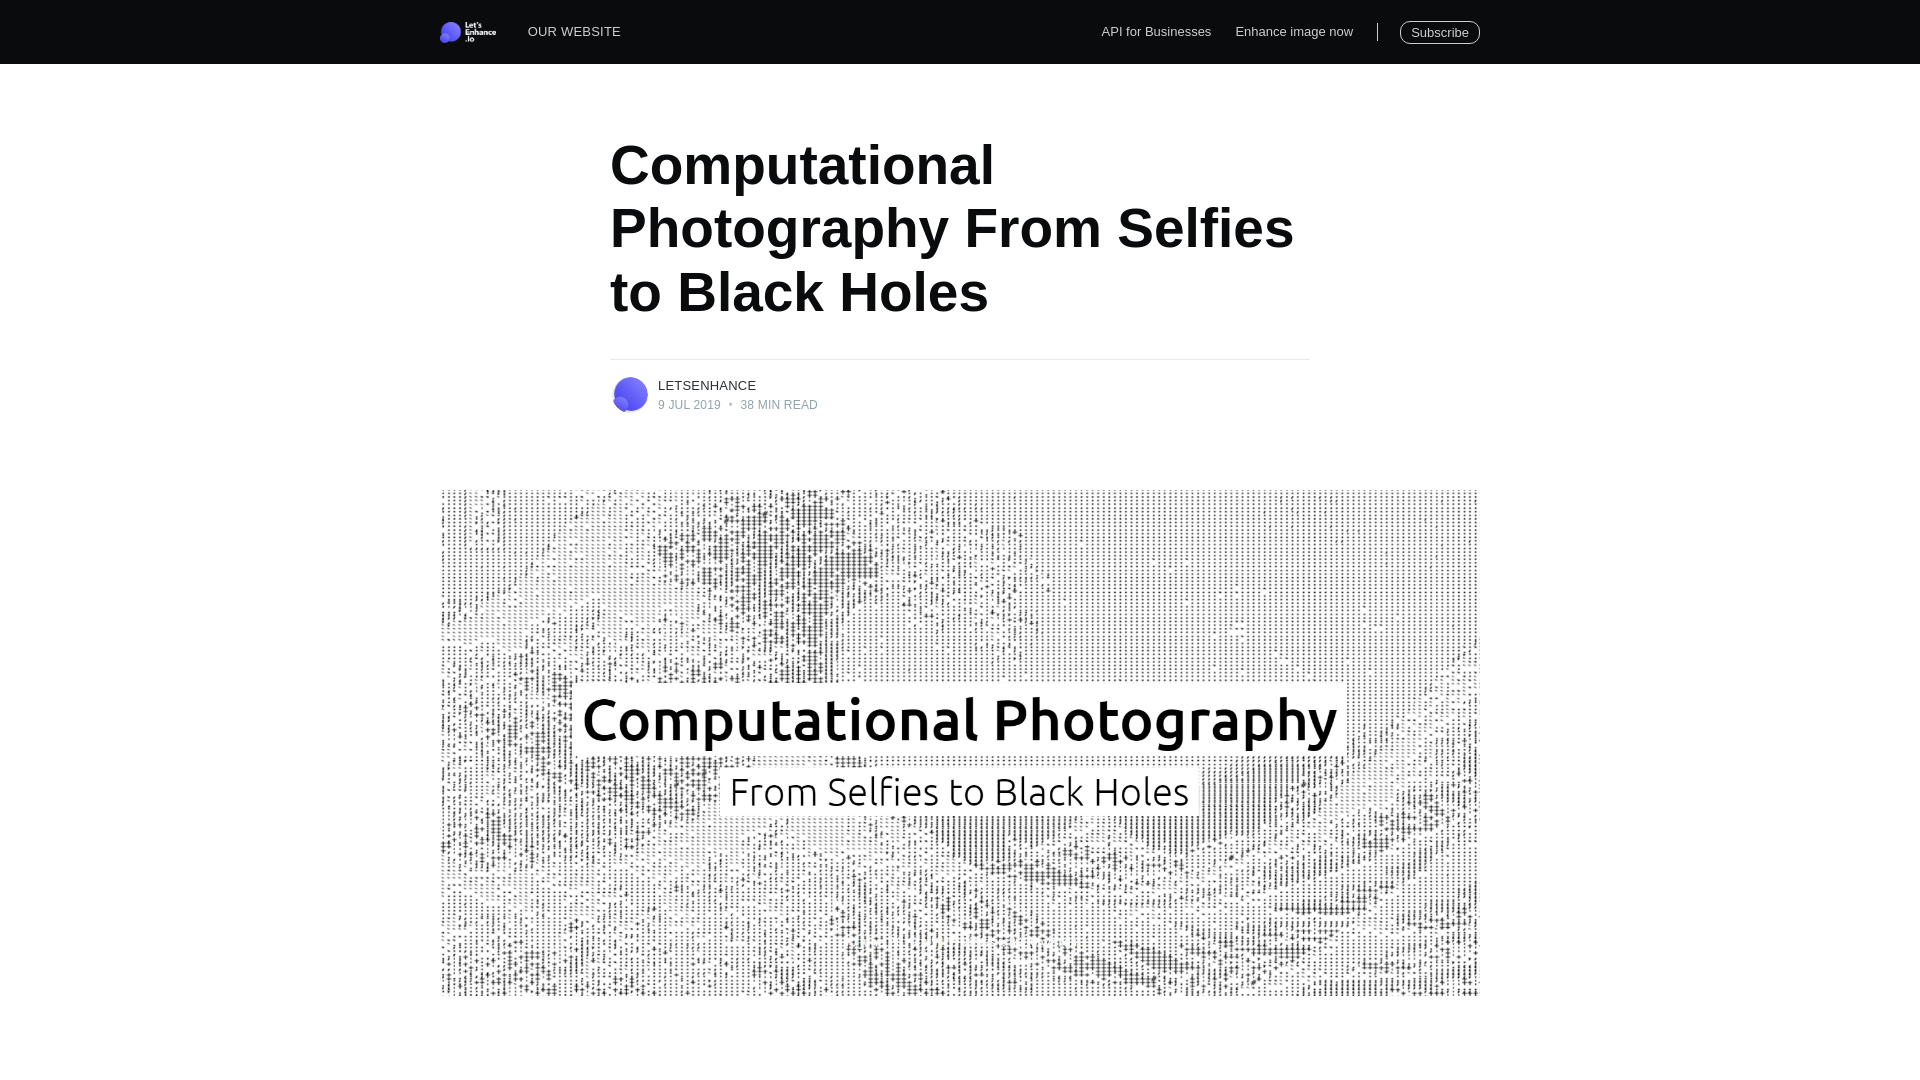 Let's
Enhance
.io
OUR WEBSITE
API for Businesses
Enhance image now
Subscribe
Computational
Photography From Selfies
to Black Holes
LETSENHANCE
9 JUL 2019 • 38 MIN READ
Computational Photography
From Selfies to Black Holes